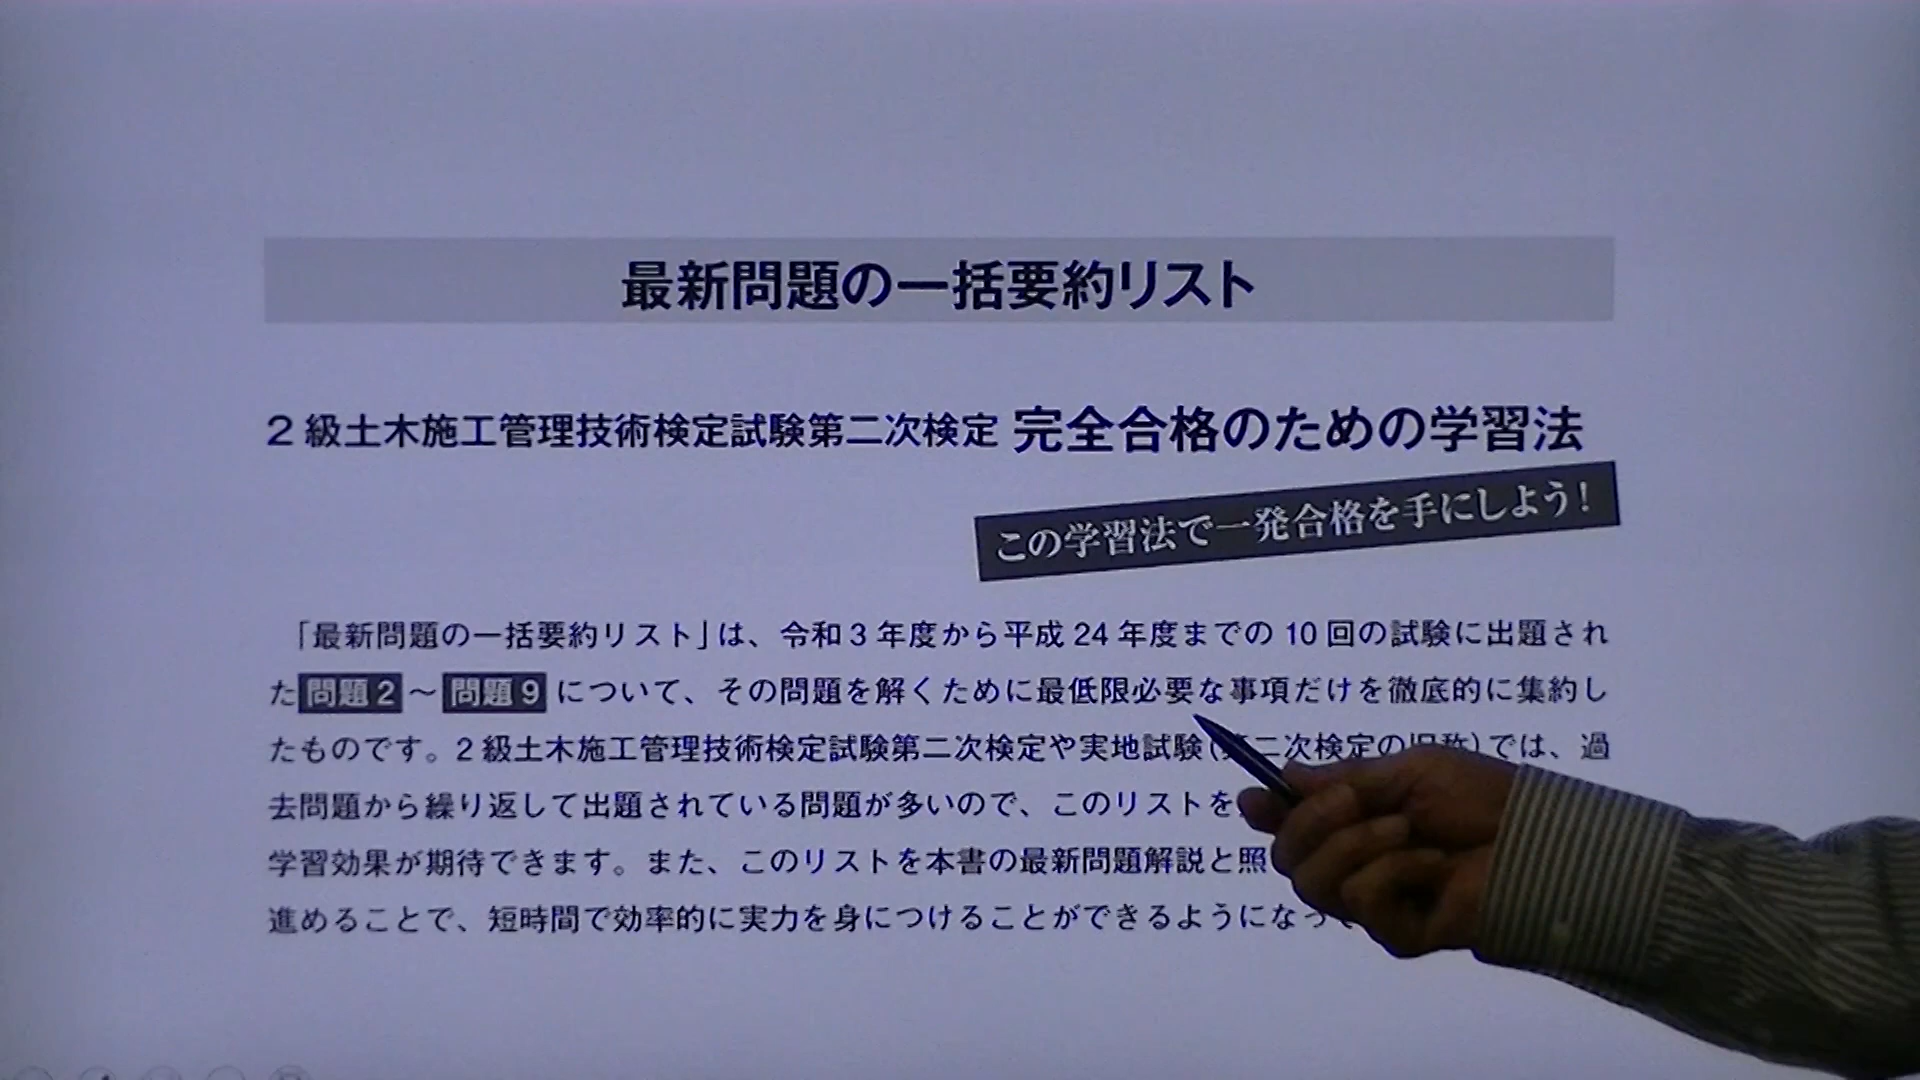 最新問題の一括要約リスト
2級土木施工管理技術検定試験第二次検定 完全合格のための学習法
この学習法で一発合格を手にしよう!
「最新問題の一括要約リスト」は、令和3年度から平成24年度までの10回の試験に出題され
た問題2～問題9について、その問題を解くために最低限必要な事項だけを徹底的に集約し
たものです。2級土木施工管理技術検定試験第二次検定や実地試験(第二次検定の旧称)では、過
去問題から繰り返して出題されている問題が多いので、このリストを
学習効果が期待できます。また、このリストを本書の最新問題解説と照
進めることで、短時間で効率的に実力を身につけることができるようになっ